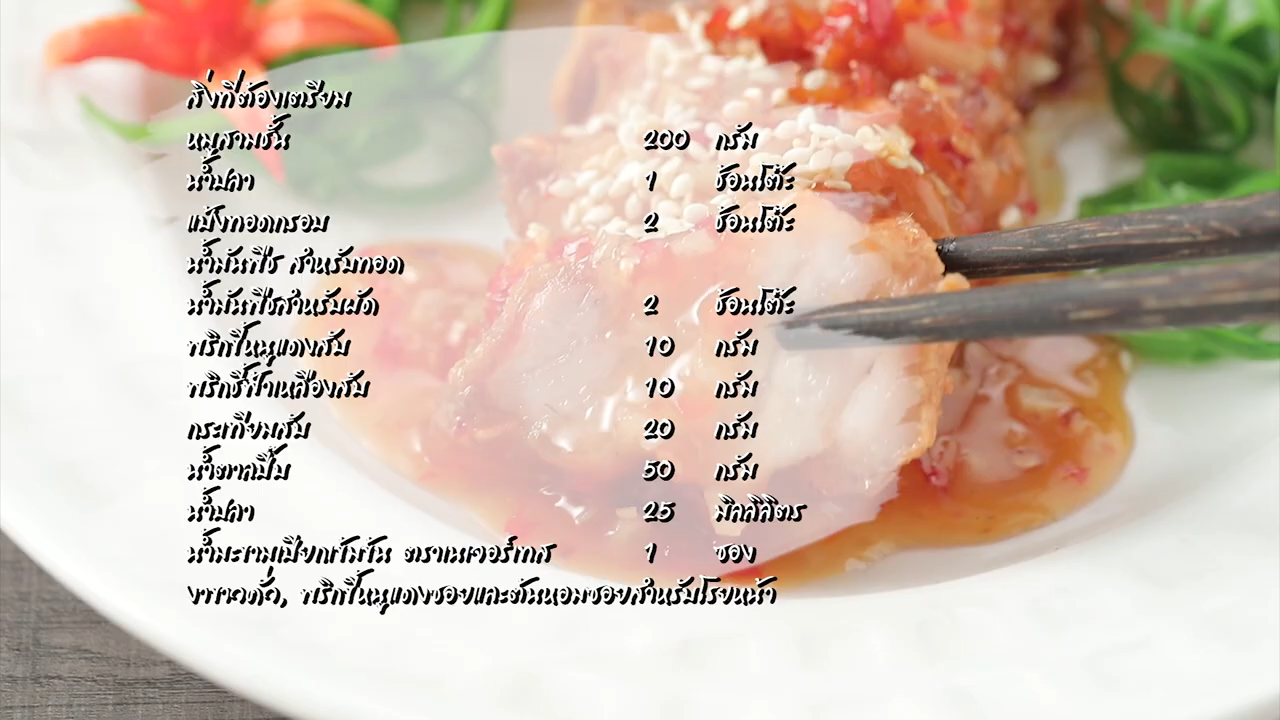 สิ่งที่ต้องเตรียม
หมูสามชั้น 200 กรัม
น้ำปลา 1 ช้อนโต๊ะ
แป้งทอดกรอบ 2 ช้อนโต๊ะ
น้ำมันพืช สำหรับทอด
น้ำมันพืชสำหรับผัด 2 ช้อนโต๊ะ
พริกขี้หนูแดงสับ 10 กรัม
พริกชี้ฟ้าเหลืองสับ 10 กรัม
กระเทียมสับ 20 กรัม
น้ำตาลปี๊บ 50 กรัม
น้ำปลา 25 มิลลิลิตร
น้ำมะขามเปียกเข้มข้น ตราเนเจอร์เทส 1 ซอง
งาขาวคั่ว, พริกขี้หนูแดงซอยและต้นหอมซอยสำหรับโรยหน้า